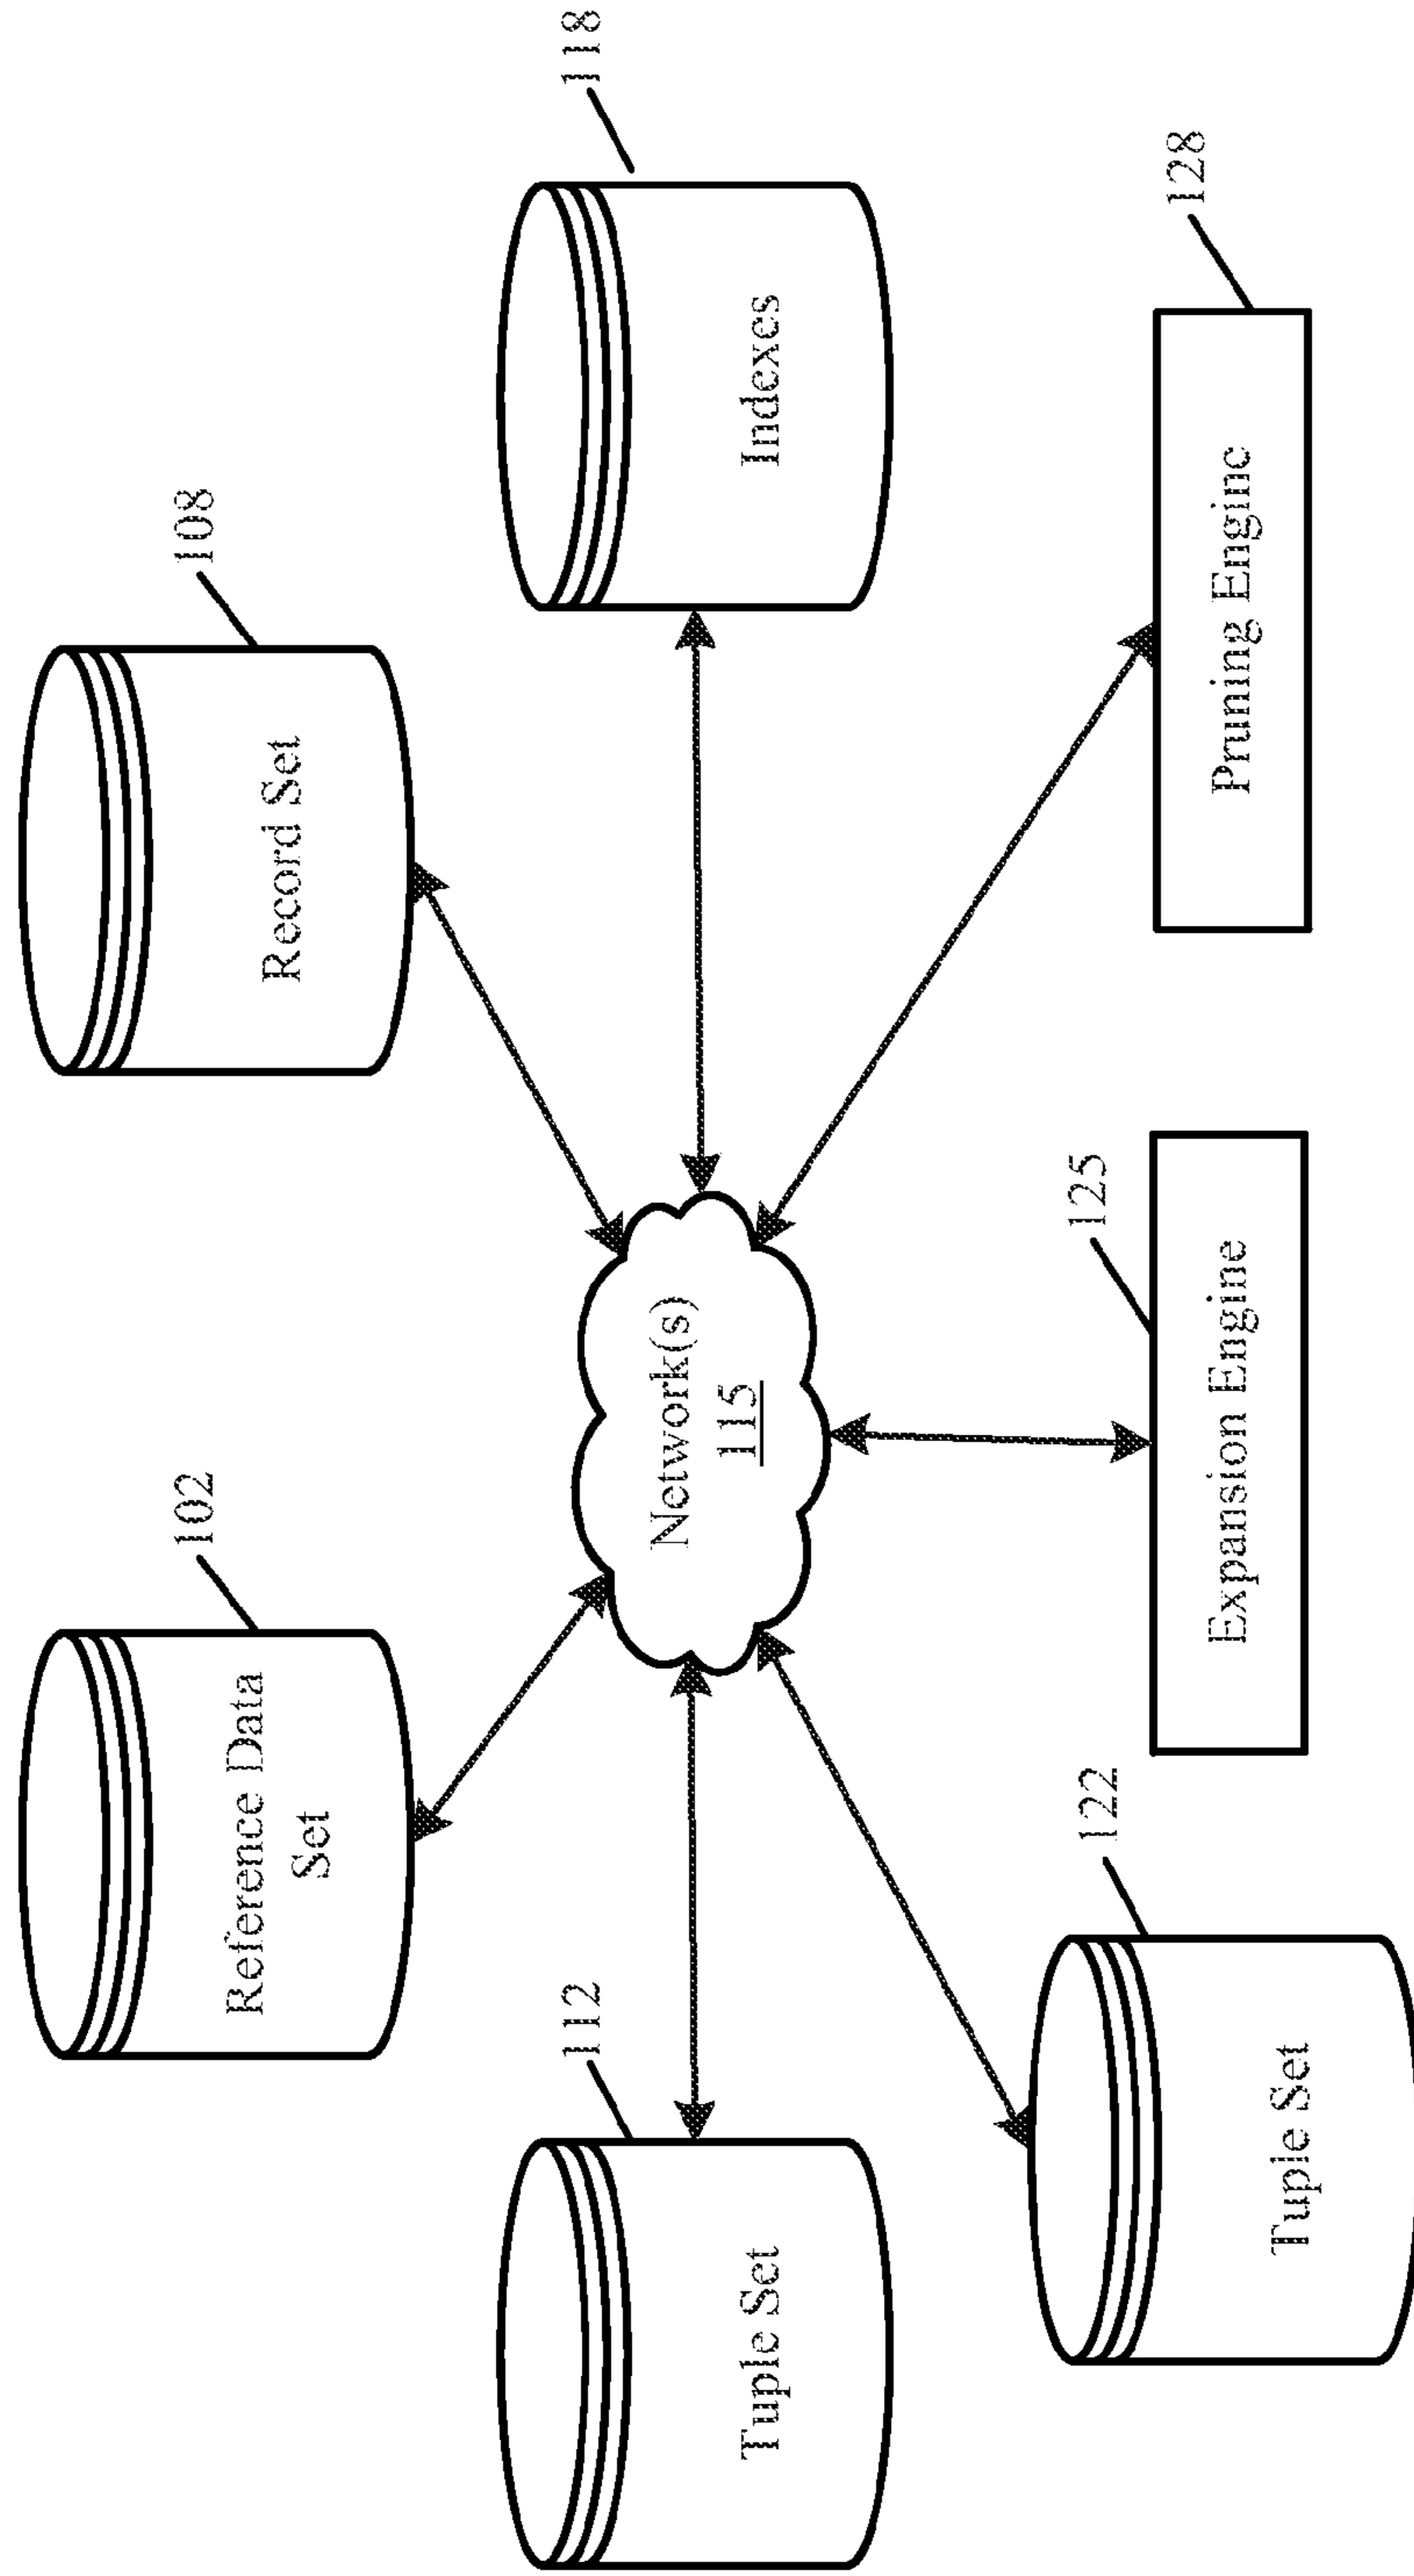 102
Reference Data
Set
108
Record Set
112
Tuple Set
Network(s)
115
118
Indexes
122
Tuple Set
125
Expansion Engine
128
Pruning Engine